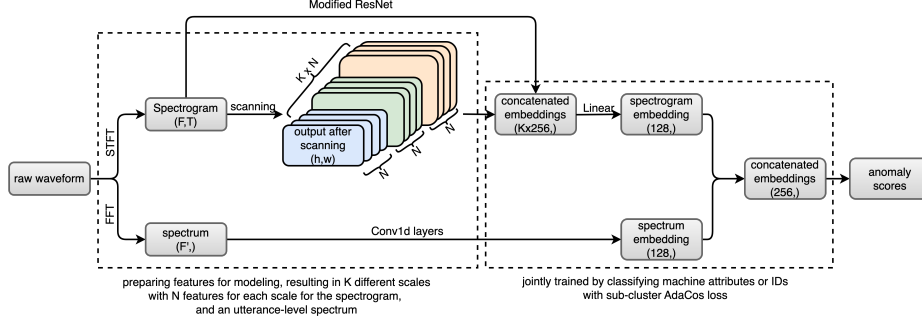 Modified ResNet
K x N
Spectrogram
(F,T)
scanning
output after
scanning
(h,w)
N
N
N
concatenated
embeddings
(Kx256,)
Linear
spectrogram
embedding
(128,)
STFT
raw waveform
FFT
concatenated
embeddings
(256,)
anomaly
scores
spectrum
(F',)
Conv1d layers
spectrum
embedding
(128,)
preparing features for modeling, resulting in K different scales
with N features for each scale for the spectrogram,
and an utterance-level spectrum
jointly trained by classifying machine attributes or IDs
with sub-cluster AdaCos loss